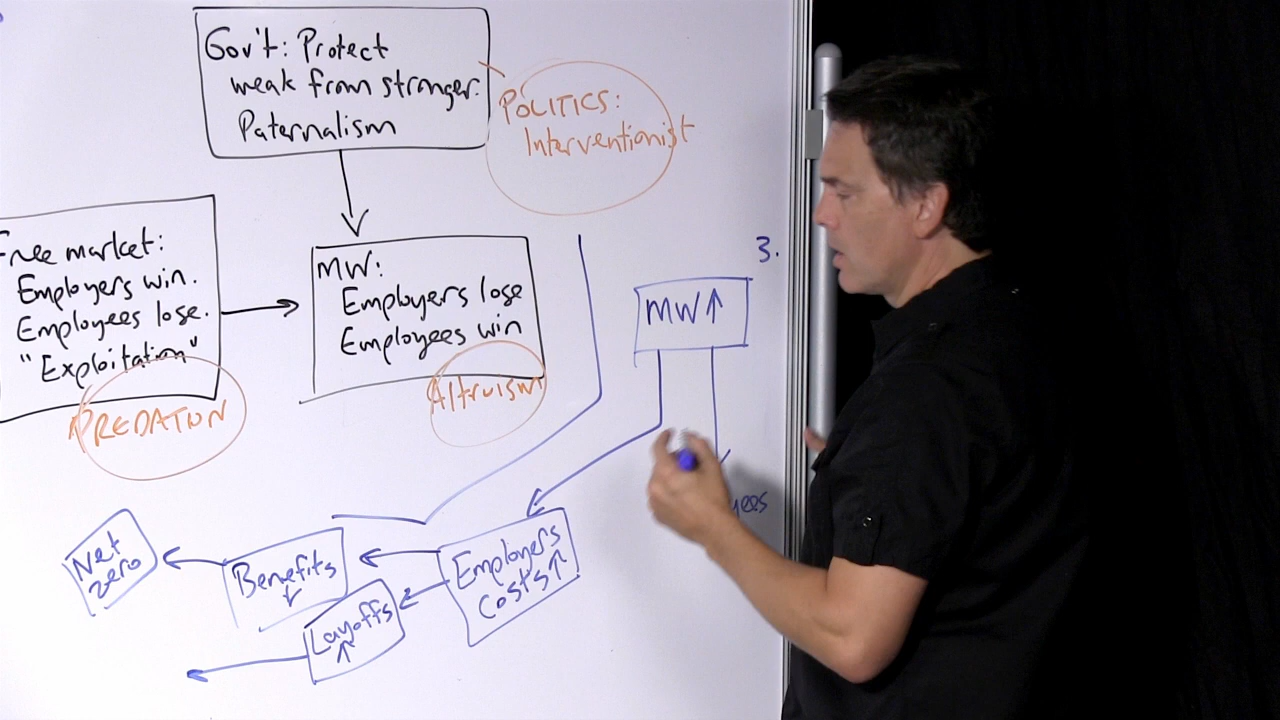 Gov't: Protect
weak from stronger.
Paternalism
POLITICS:
Interventionist
Free market:
Employers win.
Employees lose.
"Exploitation"
PREDATION
MW:
Employers lose
Employees win
Altruism
3.
MW↑
Employers
Costs↑
Benefits
↓
Layoffs
↑
Net
zero